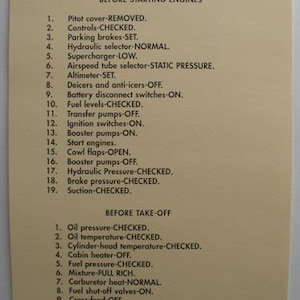 BEFORE STARTING ENGINES
1. Pitot cover-REMOVED.
2. Controls-CHECKED.
3. Parking brakes-SET.
4. Hydraulic selector-NORMAL.
5. Supercharger-LOW.
6. Airspeed tube selector-STATIC PRESSURE.
7. Altimeter-SET.
8. Deicers and anti-icers-OFF.
9. Battery disconnect switches-ON.
10. Fuel levels-CHECKED.
11. Transfer pumps-OFF.
12. Ignition switches-ON.
13. Booster pumps-ON.
14. Start engines.
15. Cowl flaps-OPEN.
16. Booster pumps-OFF.
17. Hydraulic Pressure-CHECKED.
18. Brake pressure-CHECKED.
19. Suction-CHECKED.
BEFORE TAKE-OFF
1. Oil pressure-CHECKED.
2. Oil temperature-CHECKED.
3. Cylinder-head temperature-CHECKED.
4. Cabin heater-OFF.
5. Fuel pressure-CHECKED.
6. Mixture-FULL RICH.
7. Carburetor heat-NORMAL.
8. Fuel shut-off valves-ON.
9. Cross feed-OFF.